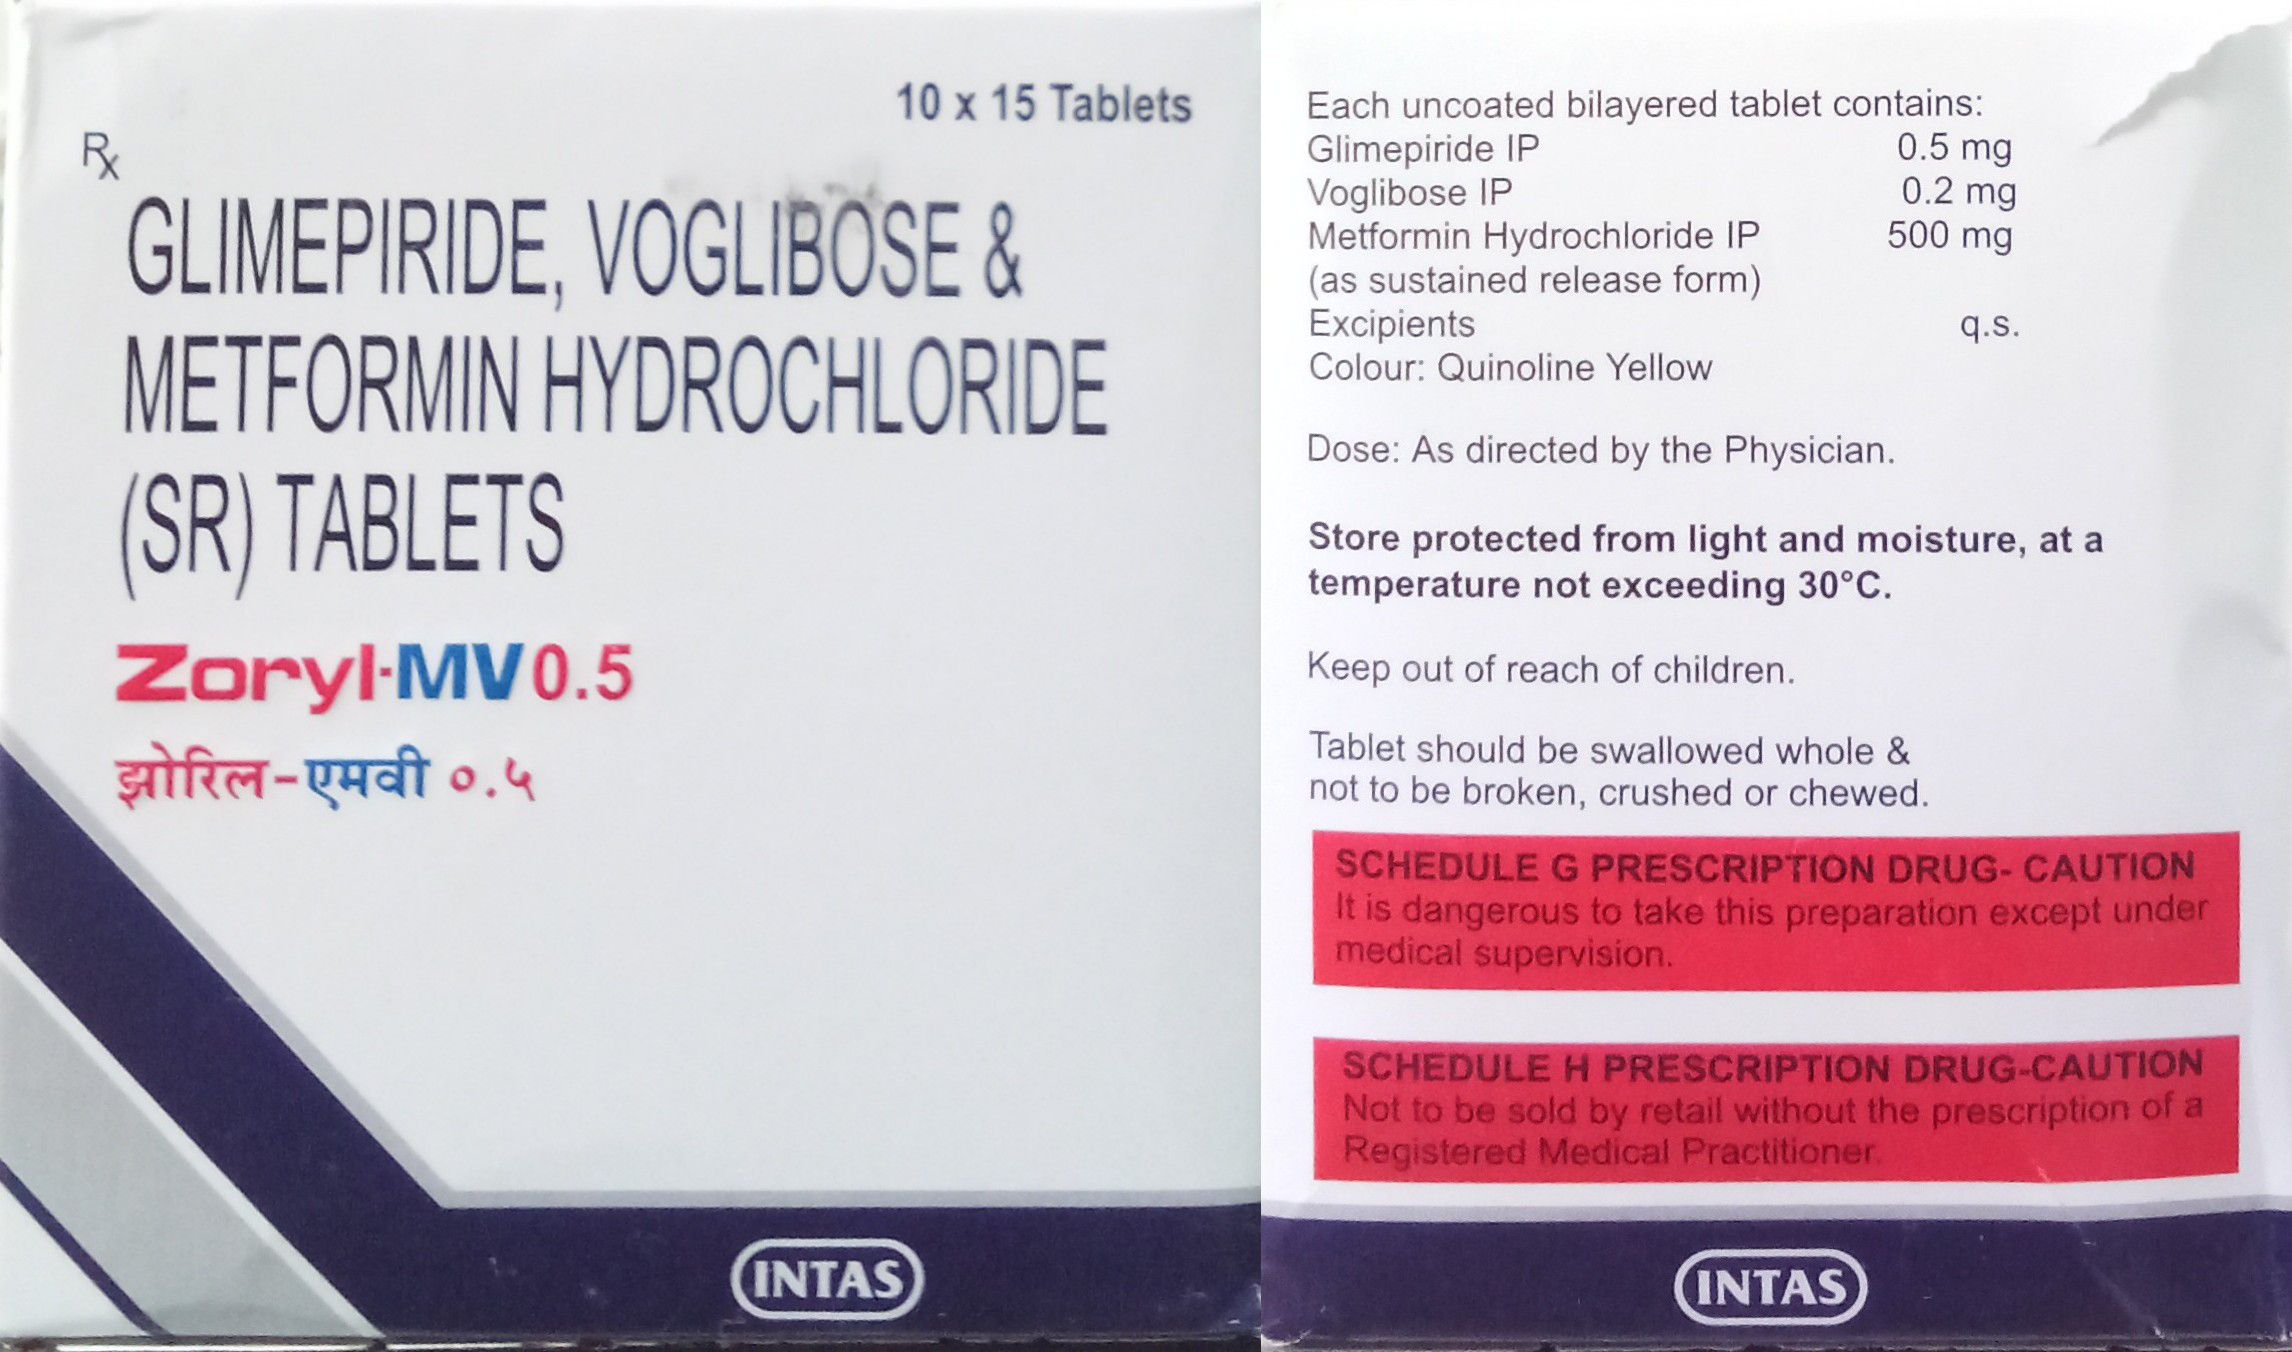 10 x 15 Tablets
Rx
GLIMEPIRIDE, VOGLIBOSE &
METFORMIN HYDROCHLORIDE
(SR) TABLETS
Zoryl-MV 0.5
झोरिल-एमवी ०.५
INTAS
Each uncoated bilayered tablet contains:
Glimepiride IP 0.5 mg
Voglibose IP 0.2 mg
Metformin Hydrochloride IP 500 mg
(as sustained release form)
Excipients q.s.
Colour: Quinoline Yellow
Dose: As directed by the Physician.
Store protected from light and moisture, at a
temperature not exceeding 30°C.
Keep out of reach of children.
Tablet should be swallowed whole &
not to be broken, crushed or chewed.
SCHEDULE G PRESCRIPTION DRUG- CAUTION
It is dangerous to take this preparation except under
medical supervision.
SCHEDULE H PRESCRIPTION DRUG-CAUTION
Not to be sold by retail without the prescription of a
Registered Medical Practitioner.
INTAS